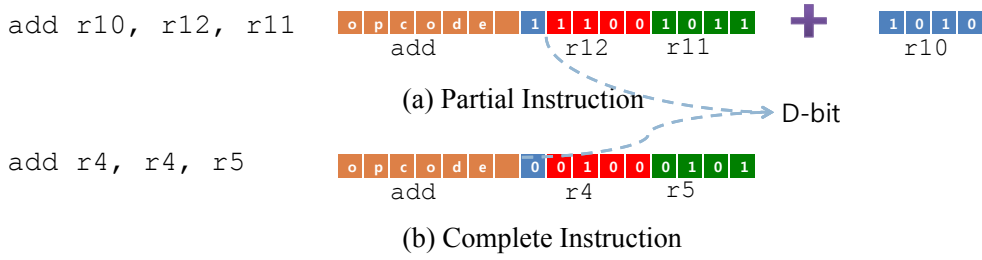 add r10, r12, r11
o p c o d e 1 1 1 0 0 1 0 1 1 + 1 0 1 0
add r12 r11 r10
(a) Partial Instruction
D-bit
add r4, r4, r5
o p c o d e 0 0 1 0 0 0 1 0 1
add r4 r5
(b) Complete Instruction